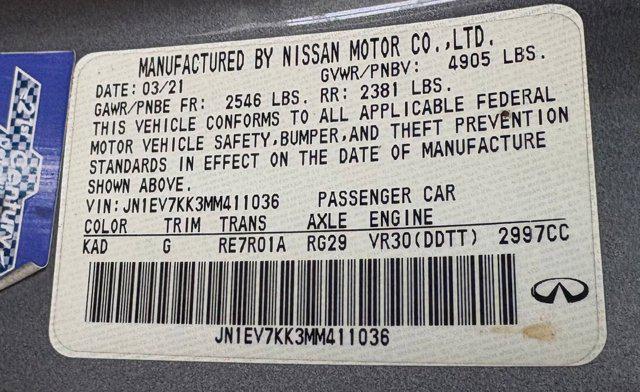 MANUFACTURED BY NISSAN MOTOR CO.,LTD.
DATE: 03/21 GVWR/PNBV: 4905 LBS.
GAWR/PNBE FR: 2546 LBS. RR: 2381 LBS.
THIS VEHICLE CONFORMS TO ALL APPLICABLE FEDERAL
MOTOR VEHICLE SAFETY,BUMPER,AND THEFT PREVENTION
STANDARDS IN EFFECT ON THE DATE OF MANUFACTURE
SHOWN ABOVE.
VIN:JN1EV7KK3MM411036 PASSENGER CAR
COLOR TRIM TRANS AXLE ENGINE
KAD G RE7R01A RG29 VR30(DDTT) 2997CC
JN1EV7KK3MM411036